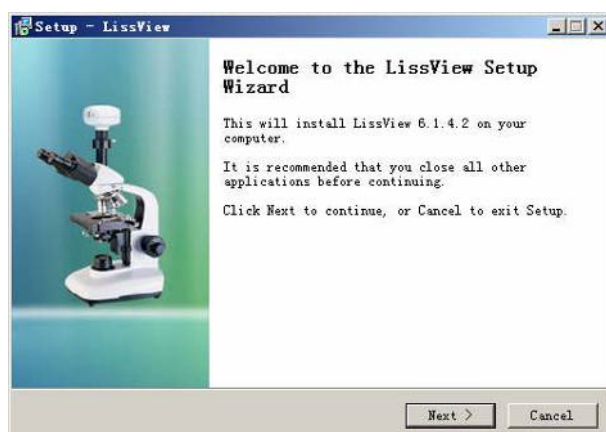 Setup - LissView
Welcome to the LissView Setup
Wizard
This will install LissView 6.1.4.2 on your
computer.
It is recommended that you close all other
applications before continuing.
Click Next to continue, or Cancel to exit Setup.
Next >
Cancel